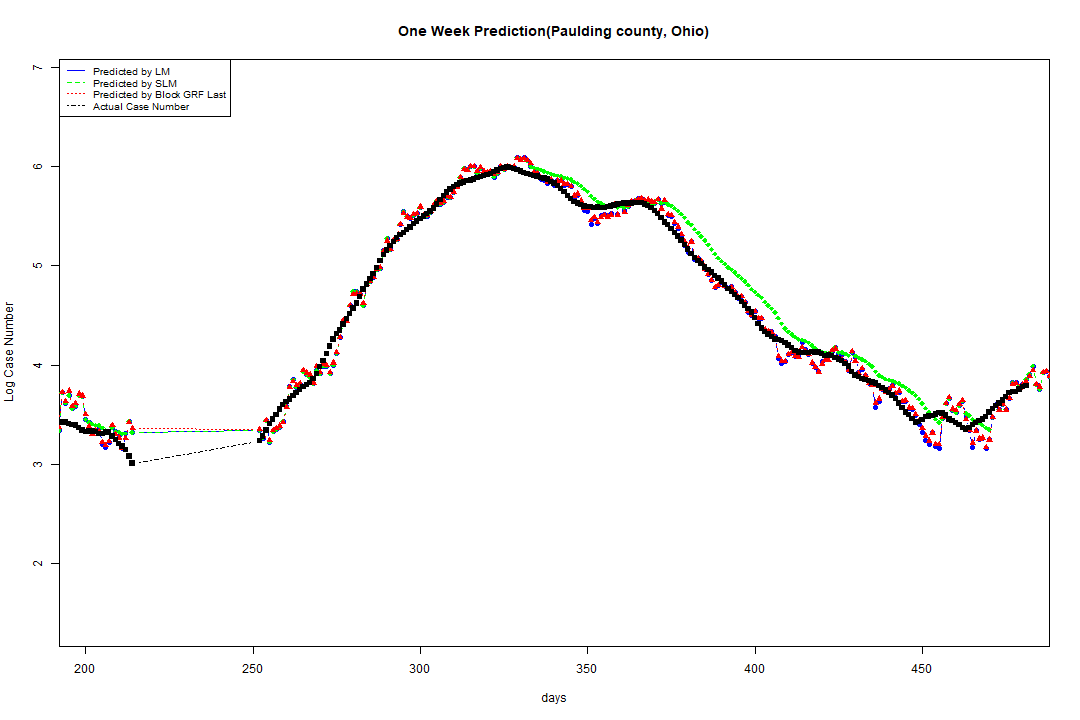 One Week Prediction(Paulding county, Ohio)
Predicted by LM
Predicted by SLM
Predicted by Block GRF Last
Actual Case Number
7
6
5
4
3
2
Log Case Number
200 250 300 350 400 450
days